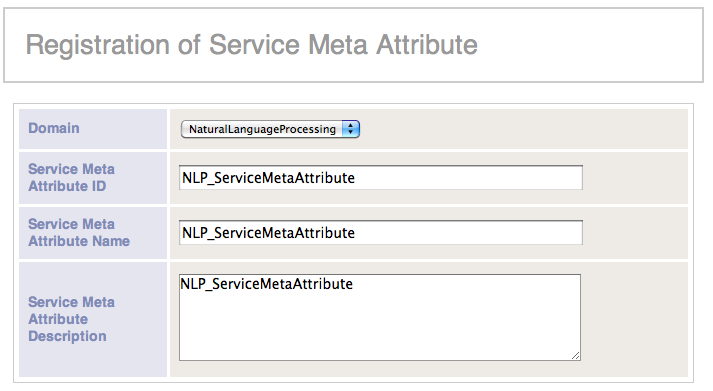 Registration of Service Meta Attribute
Domain
NaturalLanguageProcessing
Service Meta
Attribute ID
NLP_ServiceMetaAttribute
Service Meta
Attribute Name
NLP_ServiceMetaAttribute
Service Meta
Attribute
Description
NLP_ServiceMetaAttribute